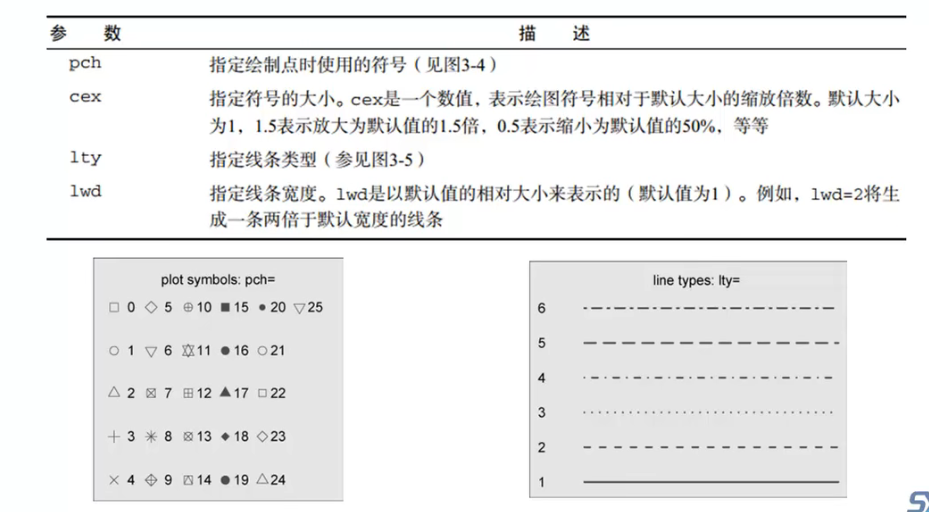 参 数 描 述
pch 指定绘制点时使用的符号（见图3-4）
cex 指定符号的大小。cex是一个数值，表示绘图符号相对于默认大小的缩放倍数。默认大小
为1，1.5表示放大为默认值的1.5倍，0.5表示缩小为默认值的50%，等等
lty 指定线条类型（参见图3-5）
lwd 指定线条宽度。lwd是以默认值的相对大小来表示的（默认值为1）。例如，lwd=2将生
成一条两倍于默认宽度的线条
plot symbols: pch=
0 5 10 15 20 25
1 6 11 16 21
2 7 12 17 22
3 8 13 18 23
4 9 14 19 24
line types: lty=
6
5
4
3
2
1